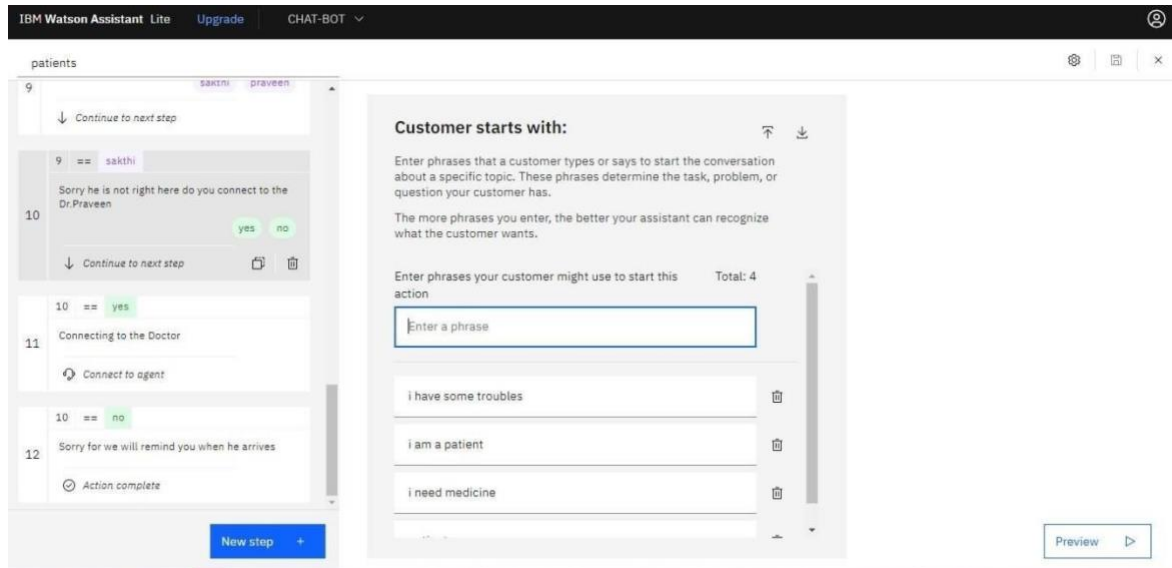 IBM Watson Assistant Lite Upgrade CHAT-BOT
patients
9
sakthi praveen
Continue to next step
9 == sakthi
Sorry he is not right here do you connect to the
Dr.Praveen
10
yes no
Continue to next step
10 == yes
Connecting to the Doctor
11
Connect to agent
10 == no
Sorry for we will remind you when he arrives
12
Action complete
New step +
Customer starts with:
Enter phrases that a customer types or says to start the conversation
about a specific topic. These phrases determine the task, problem, or
question your customer has.
The more phrases you enter, the better your assistant can recognize
what the customer wants.
Enter phrases your customer might use to start this Total: 4
action
Enter a phrase
i have some troubles
i am a patient
i need medicine
Preview